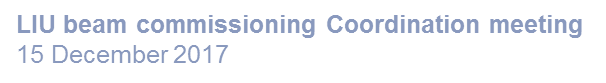 LIU beam commissioning Coordination meeting
15 December 2017